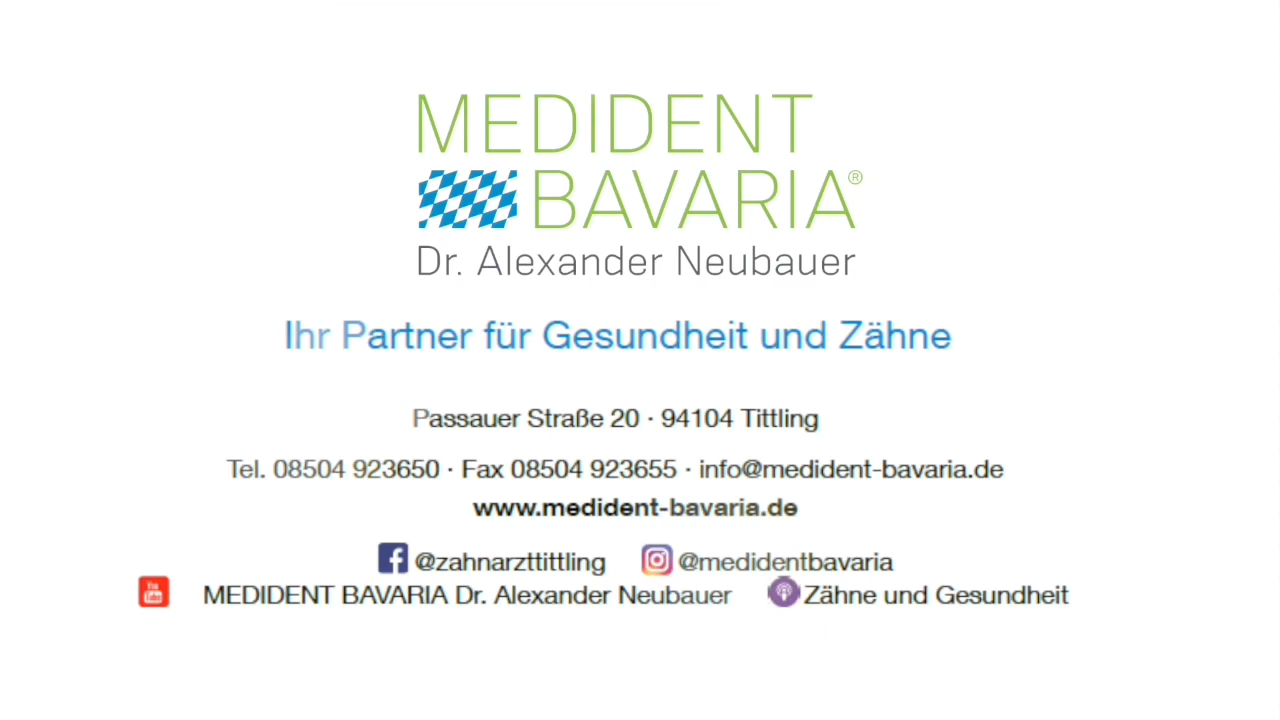 MEDIDENT
BAVARIA®
Dr. Alexander Neubauer
Ihr Partner für Gesundheit und Zähne
Passauer Straße 20 · 94104 Tittling
Tel. 08504 923650 · Fax 08504 923655 · info@medident-bavaria.de
www.medident-bavaria.de
@zahnarzttittling @medidentbavaria
You Tube MEDIDENT BAVARIA Dr. Alexander Neubauer Zähne und Gesundheit